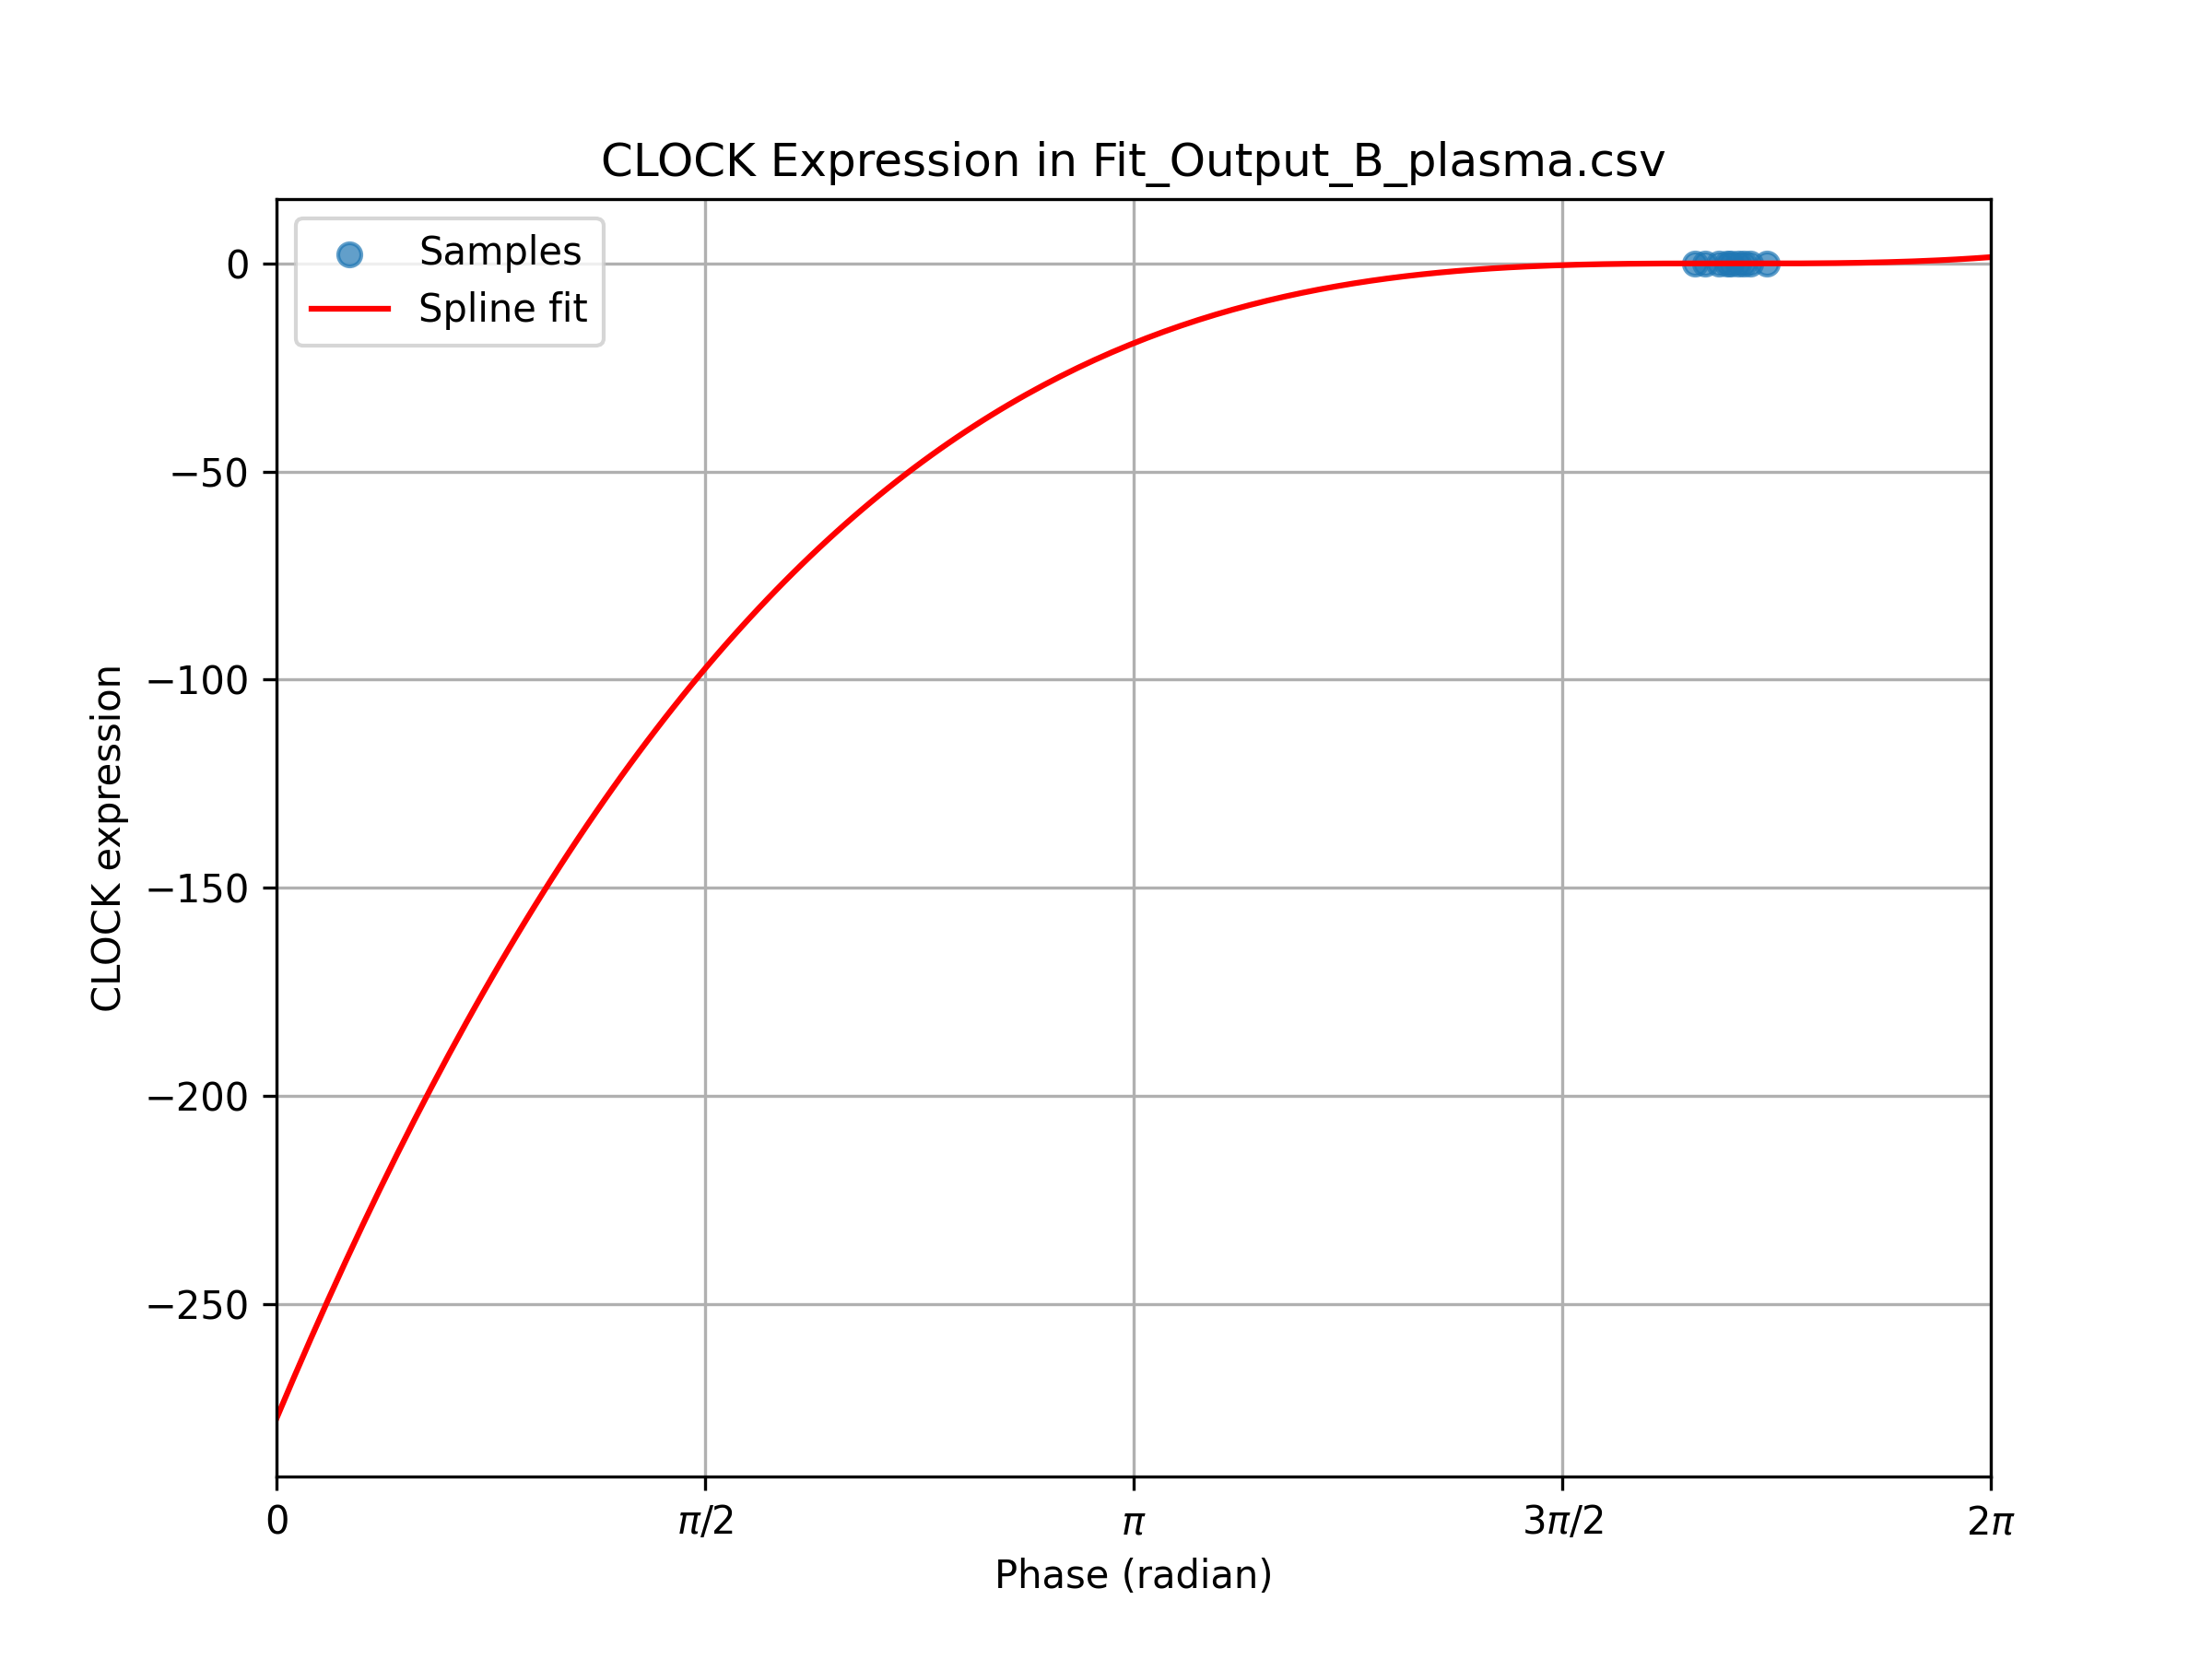 CLOCK Expression in Fit_Output_B_plasma.csv
Samples
Spline fit
0
−50
−100
−150
−200
−250
CLOCK expression
0
π/2
π
3π/2
2π
Phase (radian)